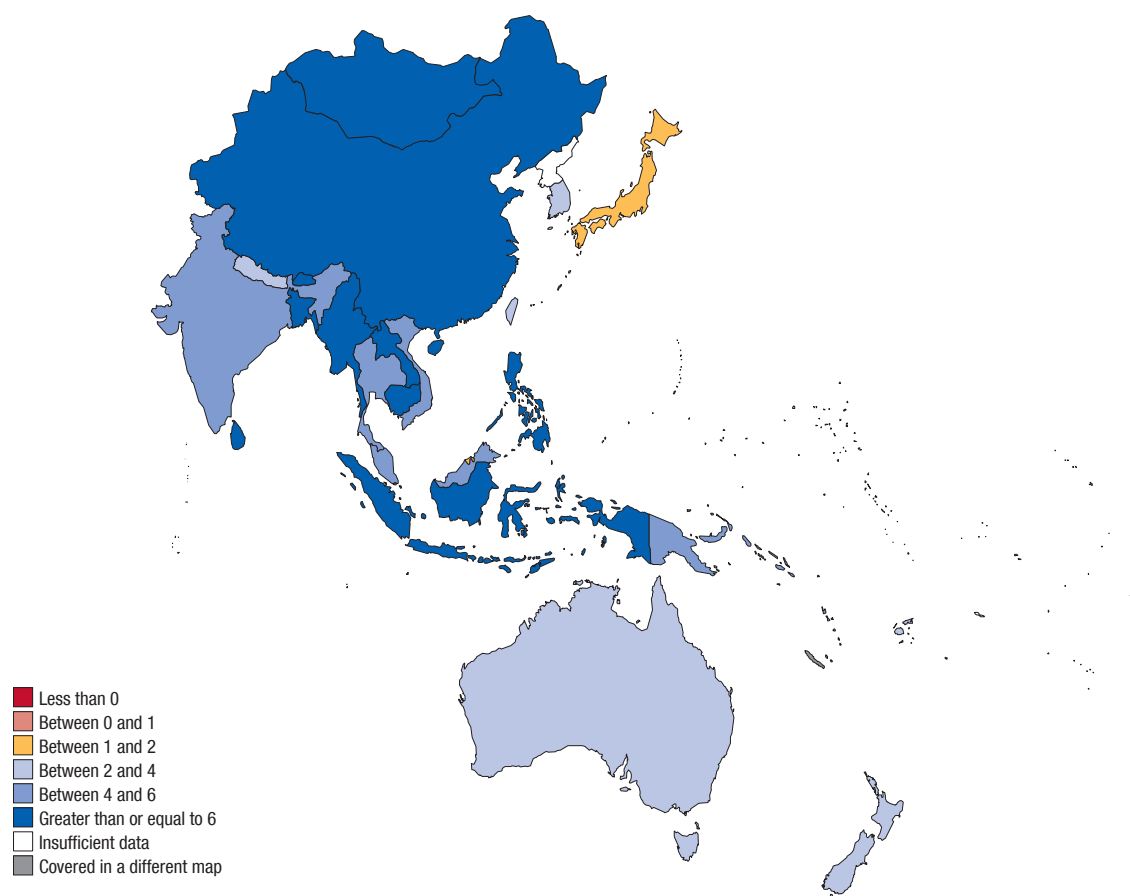 Less than 0
Between 0 and 1
Between 1 and 2
Between 2 and 4
Between 4 and 6
Greater than or equal to 6
Insufficient data
Covered in a different map